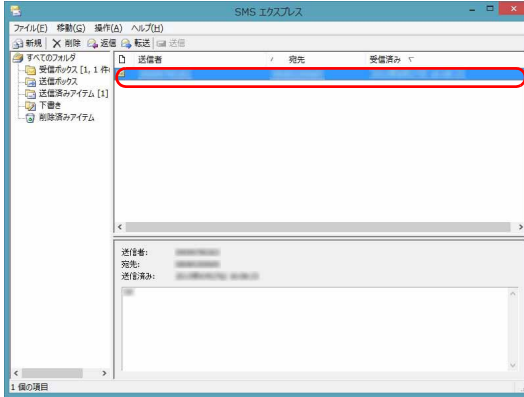 SMS エクスプレス
ファイル(F) 移動(G) 操作(A) ヘルプ(H)
新規 削除 返信 転送 送信
すべてのフォルダ
受信ボックス [1, 1 件
送信ボックス
送信済みアイテム [1]
下書き
削除済みアイテム
送信者 / 宛先 受信済み
送信者:
宛先:
送信済み:
1 個の項目